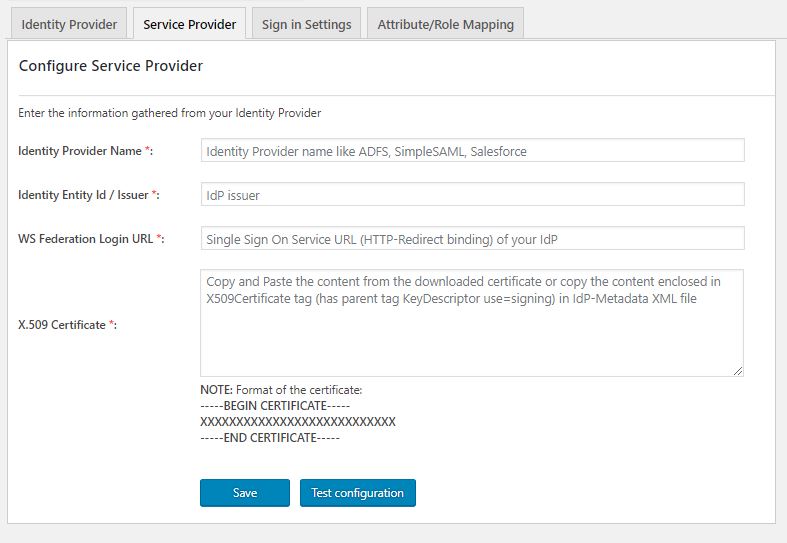 Identity Provider
Service Provider
Sign in Settings
Attribute/Role Mapping
Configure Service Provider
Enter the information gathered from your Identity Provider
Identity Provider Name *:
Identity Provider name like ADFS, SimpleSAML, Salesforce
Identity Entity Id / Issuer *:
IdP issuer
WS Federation Login URL *:
Single Sign On Service URL (HTTP-Redirect binding) of your IdP
X.509 Certificate *:
Copy and Paste the content from the downloaded certificate or copy the content enclosed in
X509Certificate tag (has parent tag KeyDescriptor use=signing) in IdP-Metadata XML file
NOTE: Format of the certificate:
-----BEGIN CERTIFICATE-----
XXXXXXXXXXXXXXXXXXXXXXXXXXX
-----END CERTIFICATE-----
Save
Test configuration